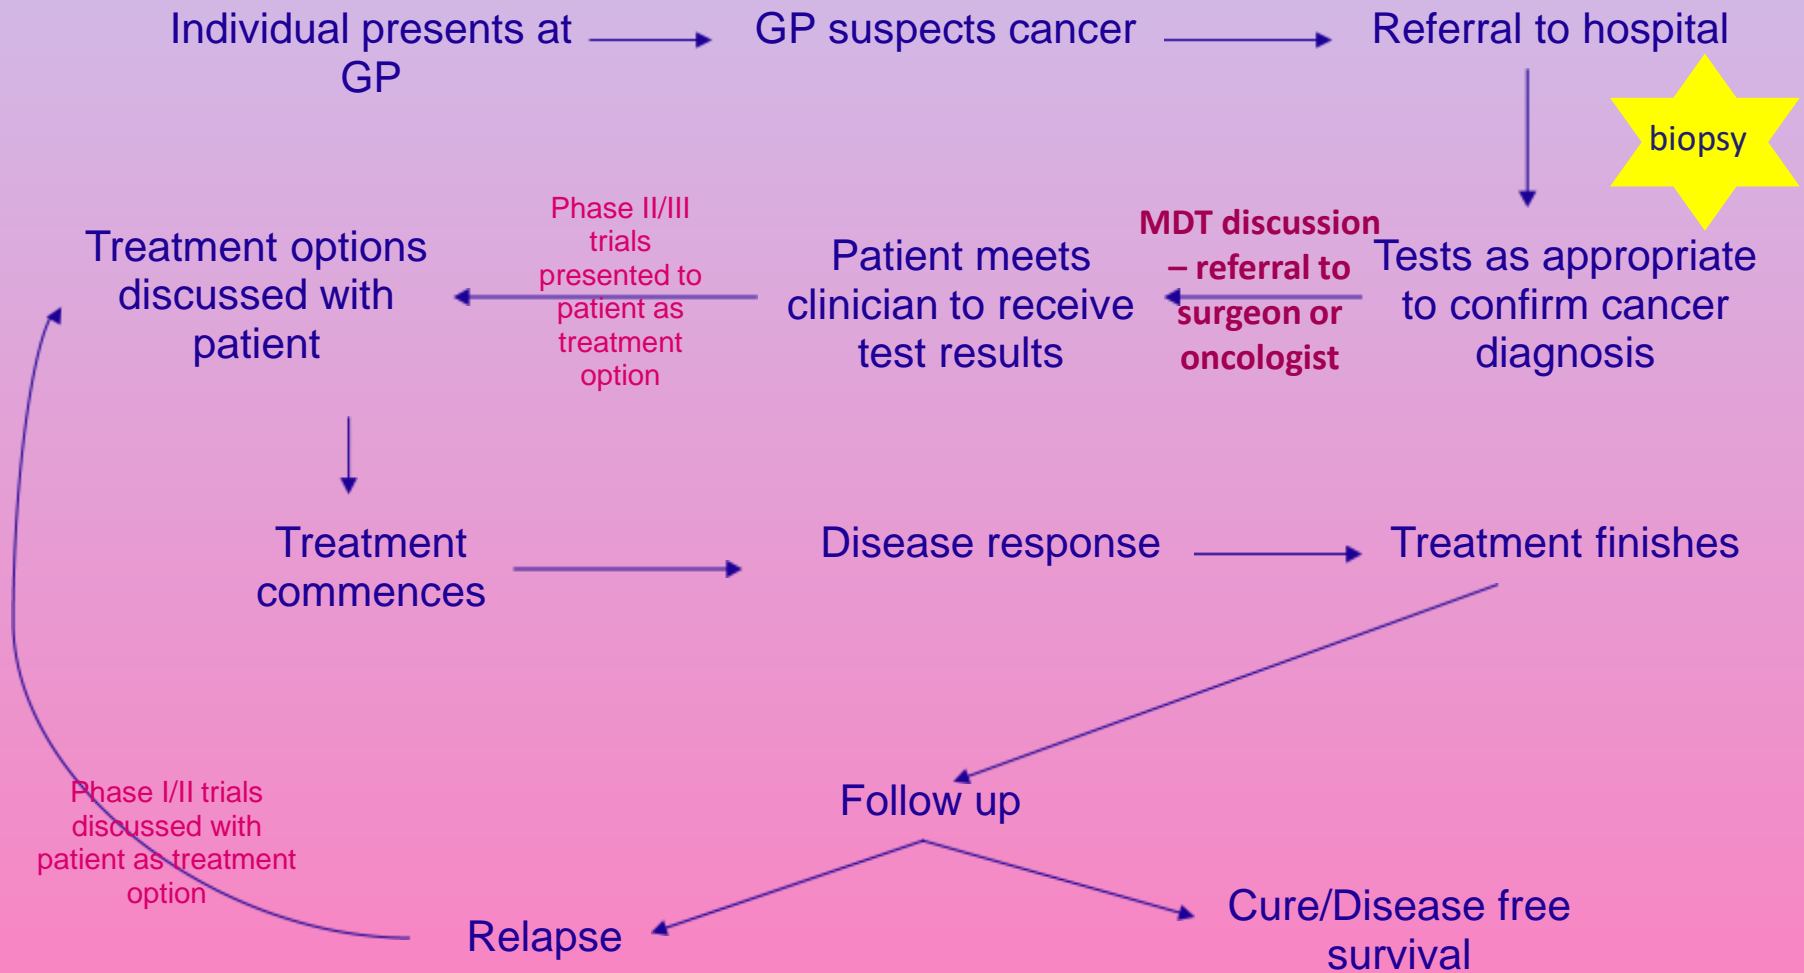 Individual presents at
GP
GP suspects cancer
Referral to hospital
biopsy
Tests as appropriate
to confirm cancer
diagnosis
MDT discussion
– referral to
surgeon or
oncologist
Patient meets
clinician to receive
test results
Phase II/III
trials
presented to
patient as
treatment
option
Treatment options
discussed with
patient
Treatment
commences
Disease response
Treatment finishes
Follow up
Relapse
Cure/Disease free
survival
Phase I/II trials
discussed with
patient as treatment
option